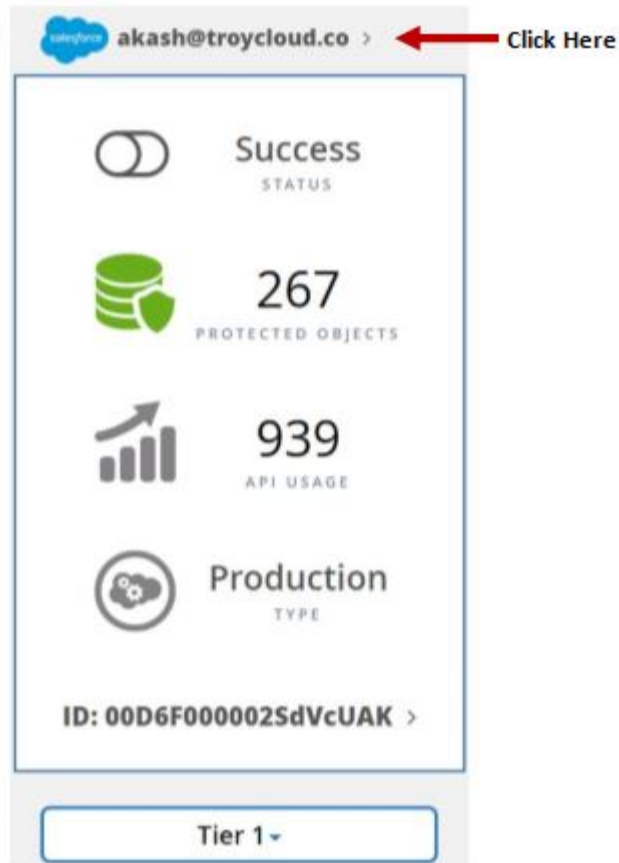 salesforce akash@troycloud.co > Click Here
Success
STATUS
267
PROTECTED OBJECTS
939
API USAGE
Production
TYPE
ID: 00D6F000002SdVcUAK >
Tier 1